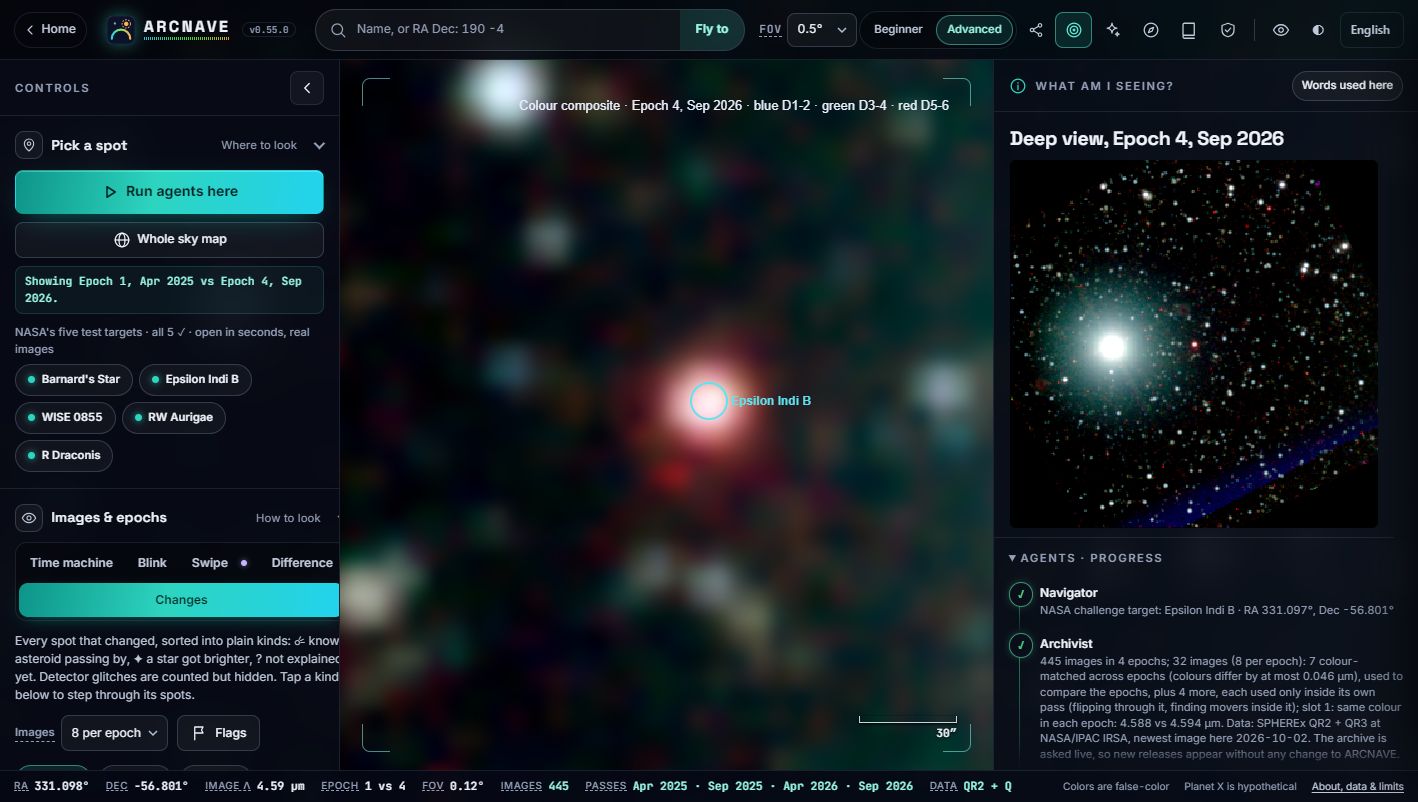 Home
ARCNAVE
v0.55.0
Name, or RA Dec: 190 -4
Fly to
FOV
0.5°
Beginner
Advanced
English
CONTROLS
Pick a spot
Where to look
Run agents here
Whole sky map
Showing Epoch 1, Apr 2025 vs Epoch 4, Sep
2026.
NASA's five test targets · all 5 ✓ · open in seconds, real
images
Barnard's Star
Epsilon Indi B
WISE 0855
RW Aurigae
R Draconis
Images & epochs
How to look
Time machine
Blink
Swipe
Difference
Changes
Every spot that changed, sorted into plain kinds: know
asteroid passing by, ✦ a star got brighter, ? not explained
yet. Detector glitches are counted but hidden. Tap a kind
below to step through its spots.
Images
8 per epoch
Flags
Colour composite · Epoch 4, Sep 2026 · blue D1-2 · green D3-4 · red D5-6
Epsilon Indi B
30″
WHAT AM I SEEING?
Words used here
Deep view, Epoch 4, Sep 2026
▼ AGENTS · PROGRESS
Navigator
NASA challenge target: Epsilon Indi B · RA 331.097°, Dec -56.801°
Archivist
445 images in 4 epochs; 32 images (8 per epoch): 7 colour-
matched across epochs (colours differ by at most 0.046 µm), used to
compare the epochs, plus 4 more, each used only inside its own
pass (flipping through it, finding movers inside it); slot 1: same colour
in each epoch: 4.588 vs 4.594 µm. Data: SPHEREx QR2 + QR3 at
NASA/IPAC IRSA, newest image here 2026-10-02. The archive is
asked live, so new releases appear without any change to ARCNAVE.
RA 331.098°
DEC -56.801°
IMAGE Λ 4.59 µm
EPOCH 1 vs 4
FOV 0.12°
IMAGES 445
PASSES Apr 2025 · Sep 2025 · Apr 2026 · Sep 2026
DATA QR2 + Q
Colors are false-color
Planet X is hypothetical
About, data & limits